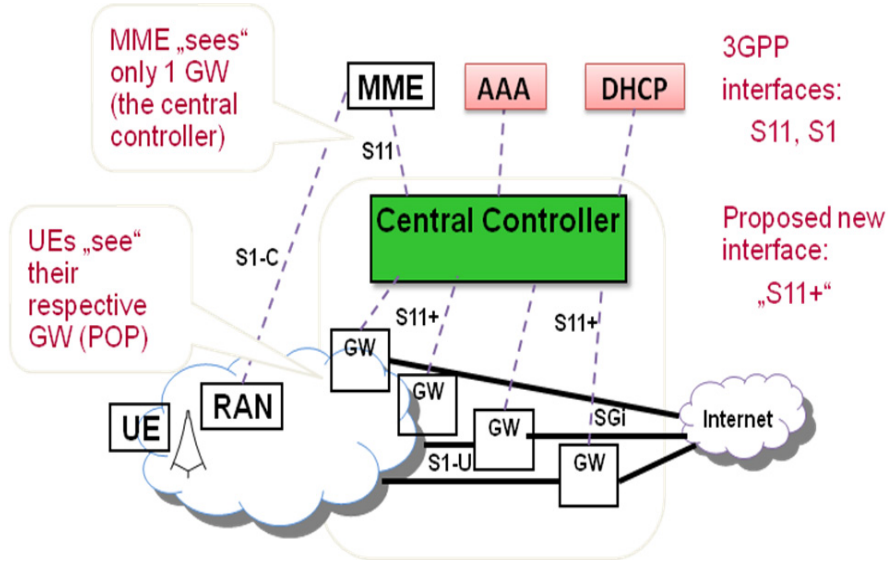 MME „sees“
only 1 GW
(the central
controller)
MME
AAA
DHCP
3GPP
interfaces:
S11, S1
S11
Central Controller
Proposed new
interface:
„S11+“
UEs „see“
their
respective
GW (POP)
S1-C
S11+
S11+
GW
GW
GW
GW
RAN
UE
SGi
S1-U
Internet